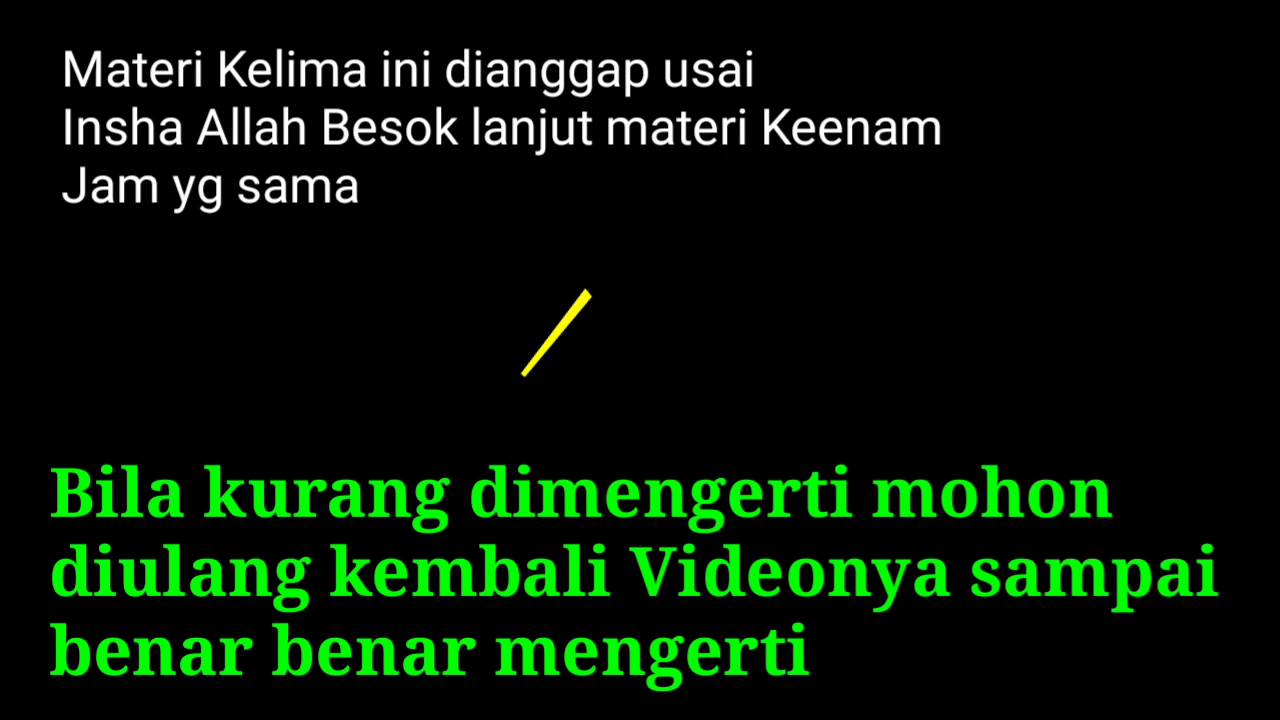 Materi Kelima ini dianggap usai
Insha Allah Besok lanjut materi Keenam
Jam yg sama
Bila kurang dimengerti mohon
diulang kembali Videonya sampai
benar benar mengerti